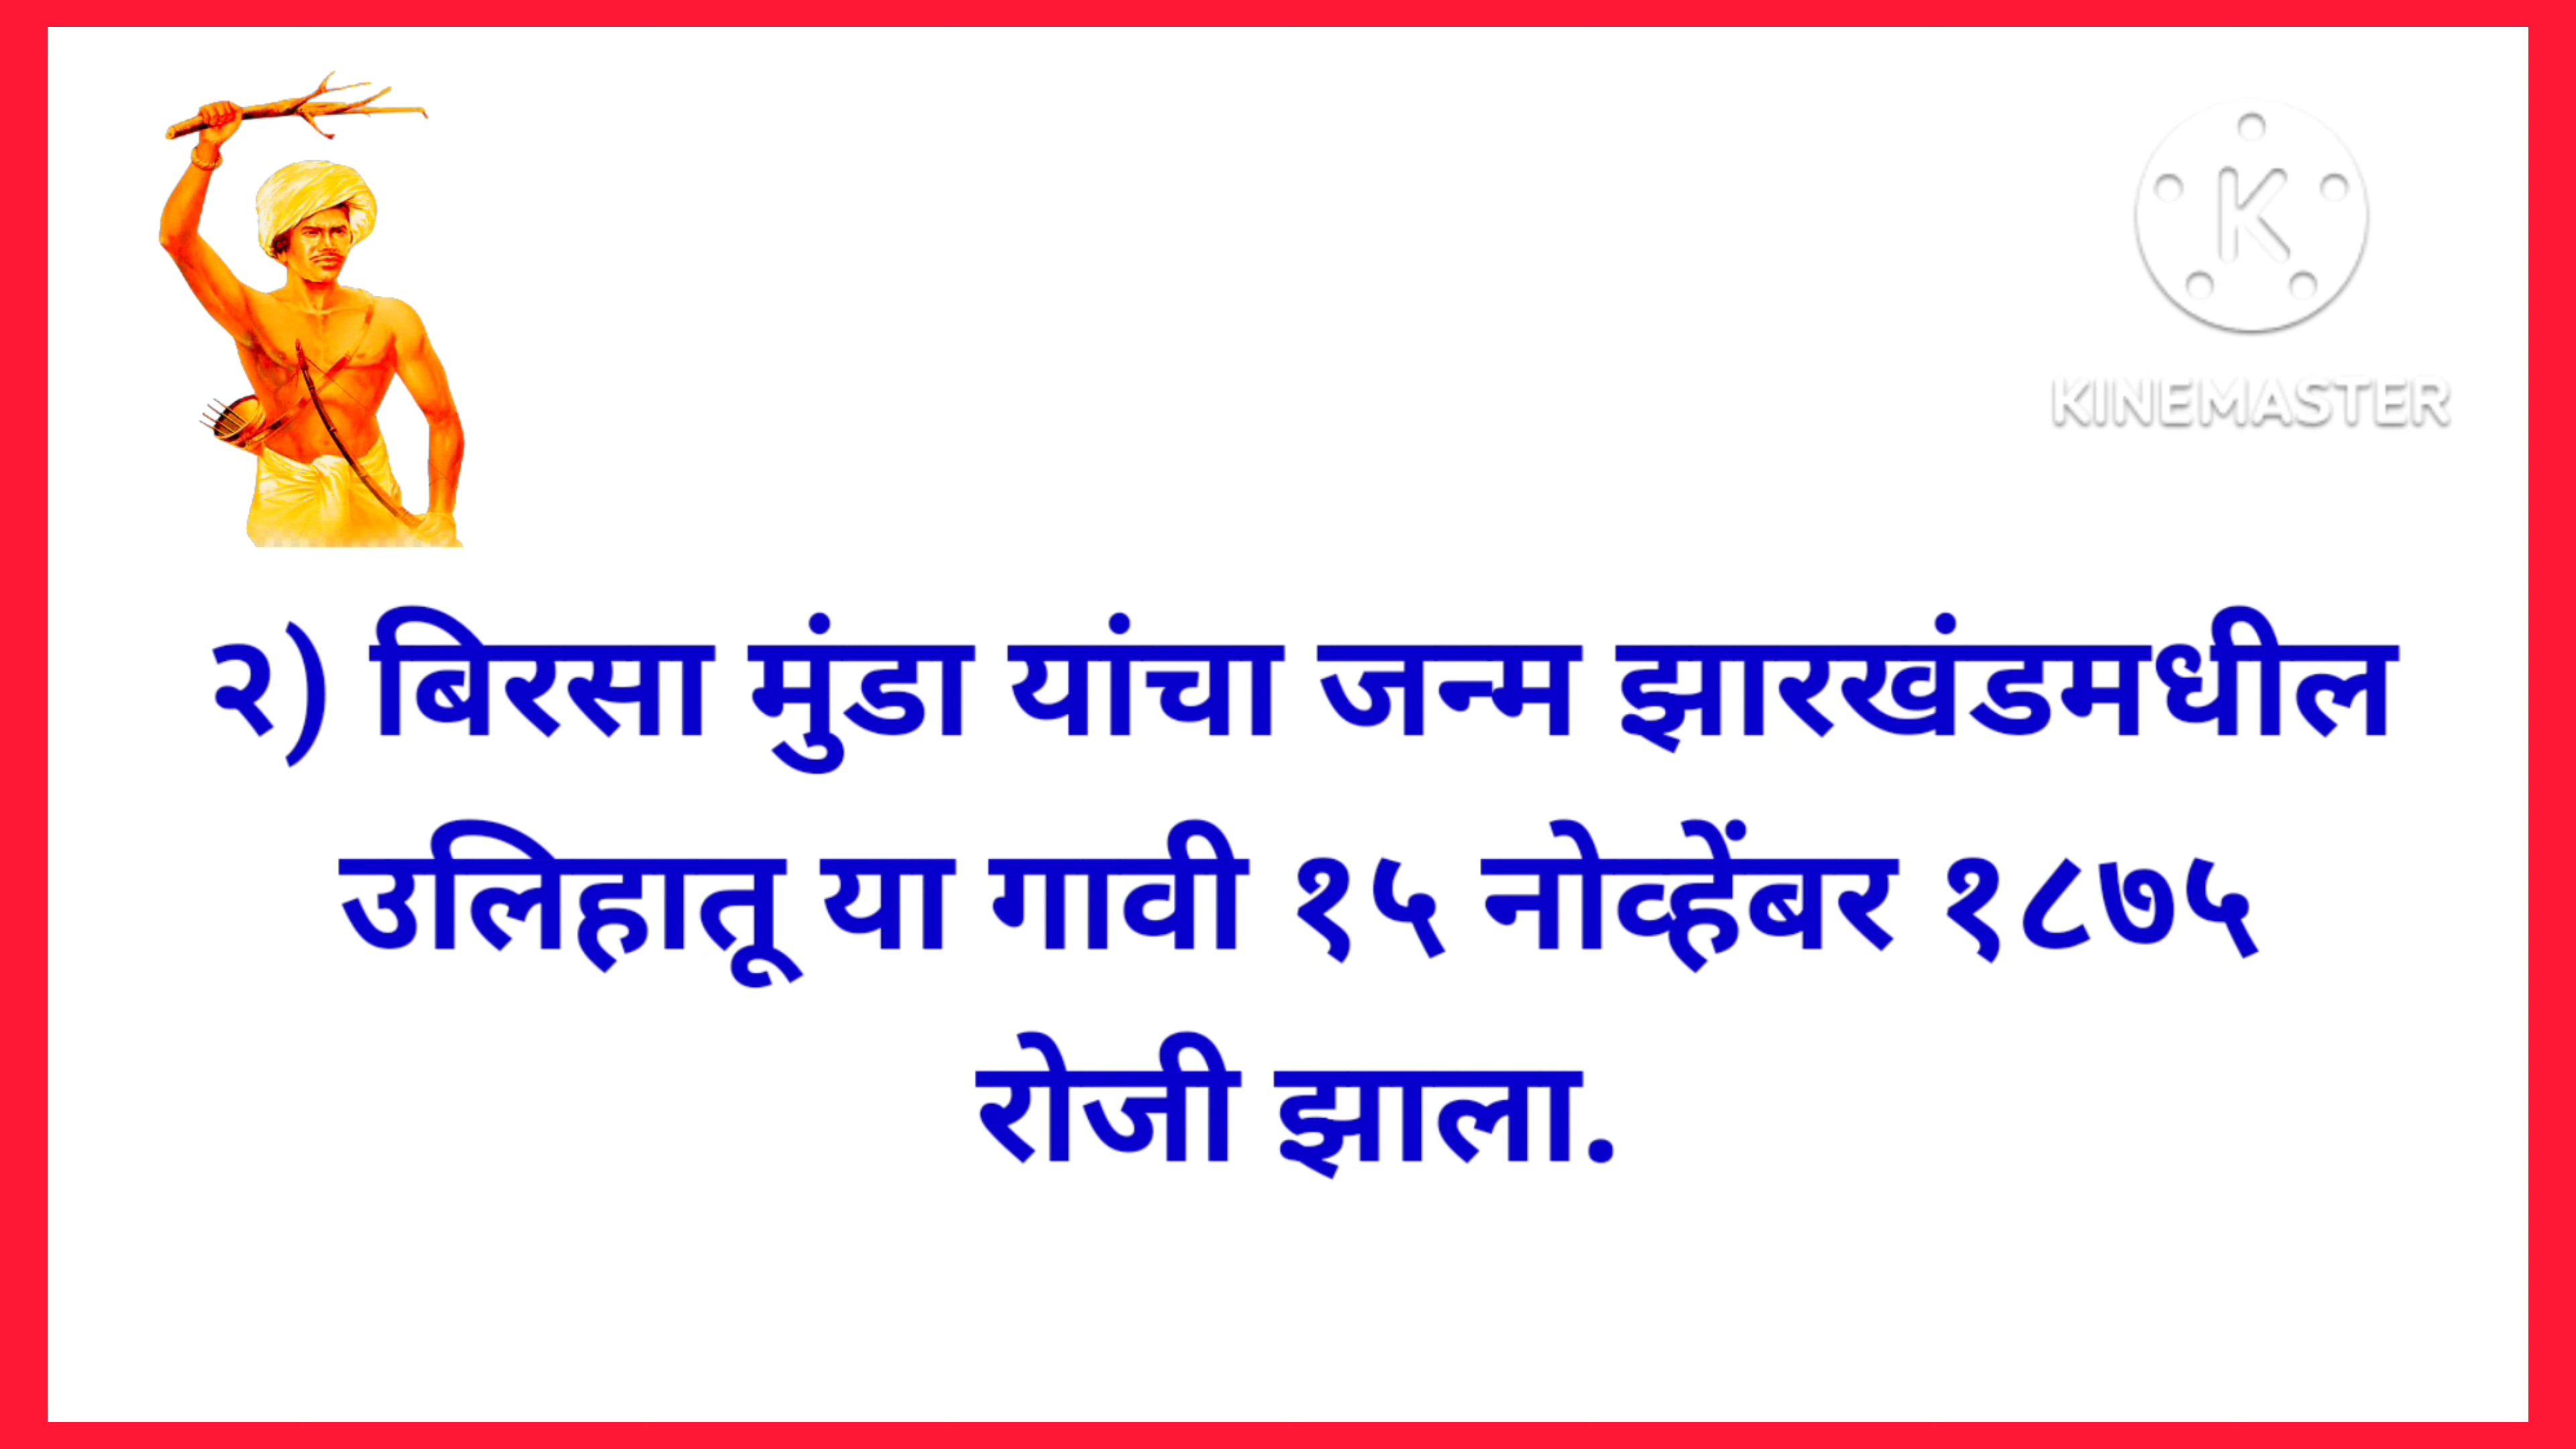 K
KINEMASTER
२) बिरसा मुंडा यांचा जन्म झारखंडमधील
उलिहातू या गावी १५ नोव्हेंबर १८७५
रोजी झाला.